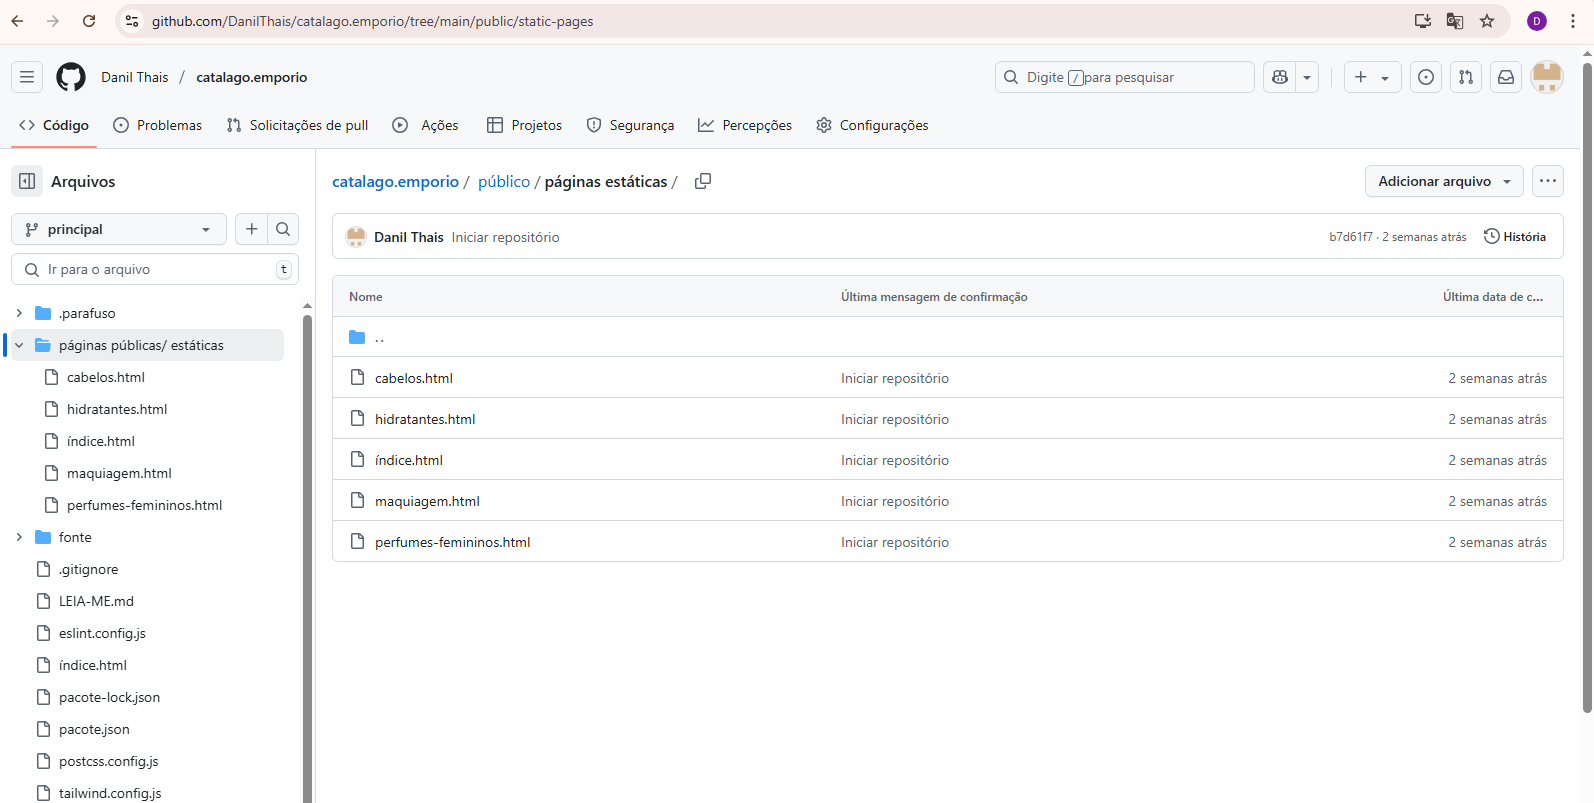 github.com/DanilThais/catalago.emporio/tree/main/public/static-pages
D
Danil Thais / catalago.emporio
Digite / para pesquisar
Código
Problemas
Solicitações de pull
Ações
Projetos
Segurança
Percepções
Configurações
Arquivos
principal
Ir para o arquivo
t
.parafuso
páginas públicas/ estáticas
cabelos.html
hidratantes.html
índice.html
maquiagem.html
perfumes-femininos.html
fonte
.gitignore
LEIA-ME.md
eslint.config.js
índice.html
pacote-lock.json
pacote.json
postcss.config.js
tailwind.config.js
catalago.emporio / público / páginas estáticas /
Adicionar arquivo
Danil Thais Iniciar repositório
b7d61f7 · 2 semanas atrás
História
Nome Última mensagem de confirmação Última data de c...
..
cabelos.html Iniciar repositório 2 semanas atrás
hidratantes.html Iniciar repositório 2 semanas atrás
índice.html Iniciar repositório 2 semanas atrás
maquiagem.html Iniciar repositório 2 semanas atrás
perfumes-femininos.html Iniciar repositório 2 semanas atrás